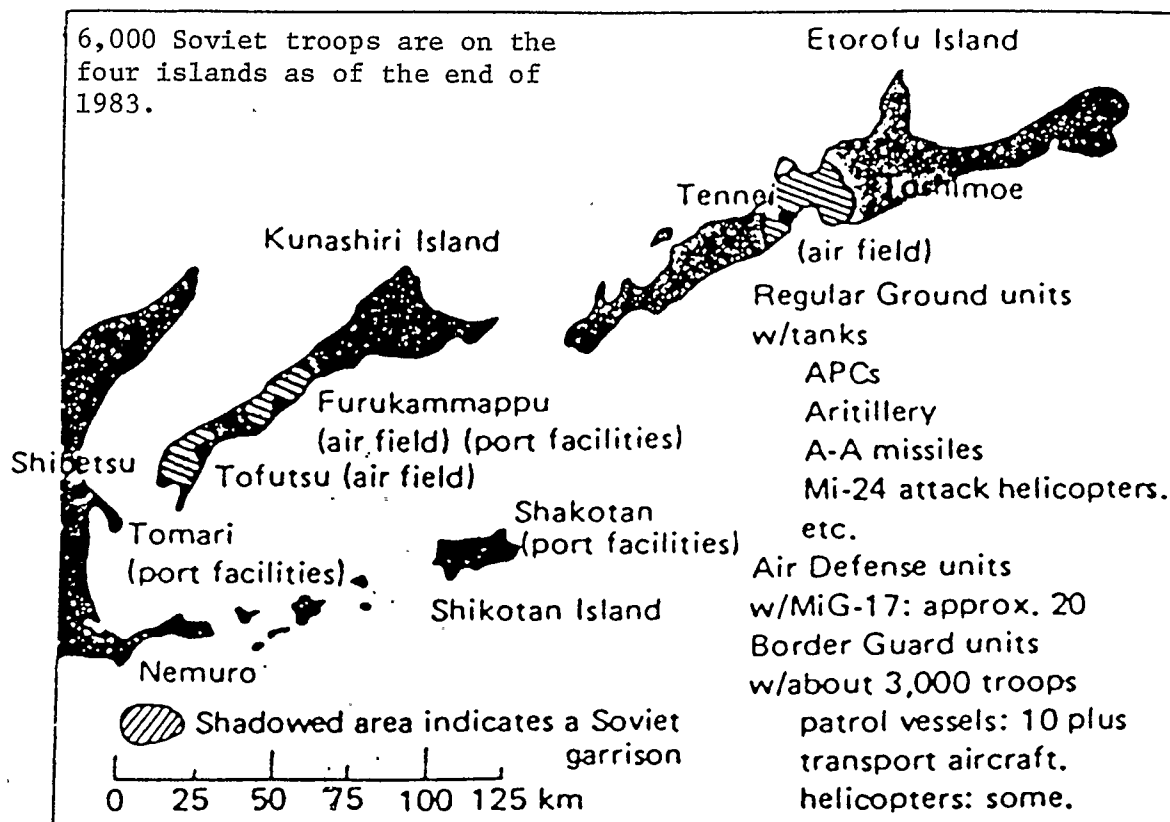 6,000 Soviet troops are on the
four islands as of the end of
1983.
Etorofu Island
Tennei
Toshimoe
(air field)
Kunashiri Island
Furukammappu
(air field) (port facilities)
Tofutsu (air field)
Shibetsu
Tomari
(port facilities)
Shakotan
(port facilities)
Shikotan Island
Nemuro
Shadowed area indicates a Soviet
garrison
0 25 50 75 100 125 km
Regular Ground units
w/tanks
APCs
Aritillery
A-A missiles
Mi-24 attack helicopters.
etc.
Air Defense units
w/MiG-17: approx. 20
Border Guard units
w/about 3,000 troops
patrol vessels: 10 plus
transport aircraft.
helicopters: some.